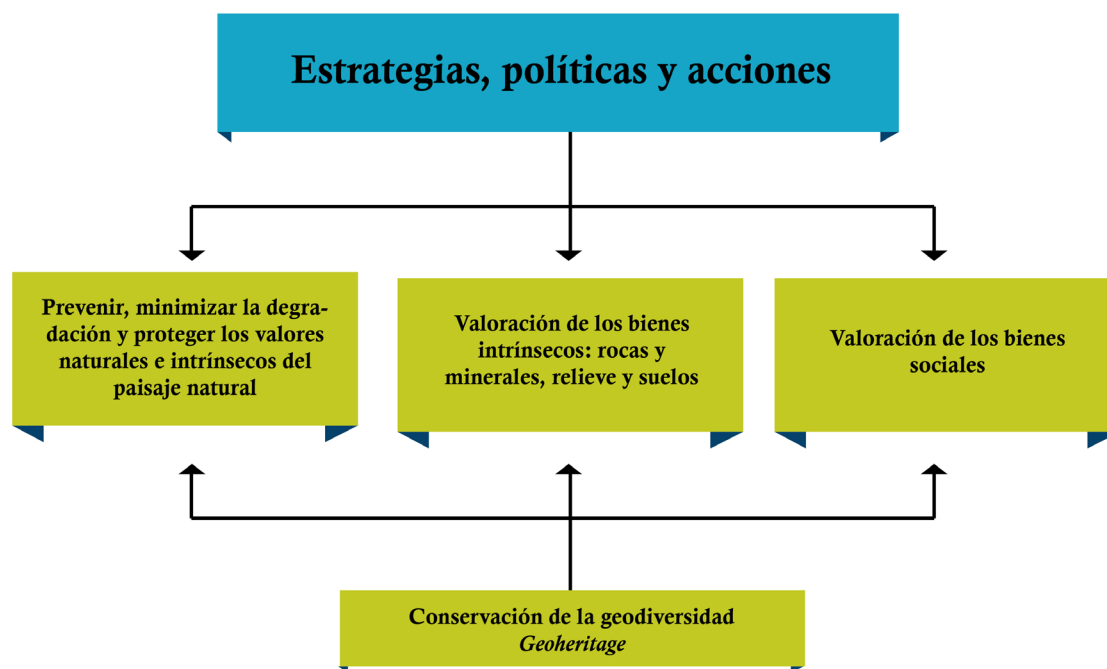 Estrategias, políticas y acciones
Prevenir, minimizar la degra-
dación y proteger los valores
naturales e intrínsecos del
paisaje natural
Valoración de los bienes
intrínsecos: rocas y
minerales, relieve y suelos
Valoración de los bienes
sociales
Conservación de la geodiversidad
Geoheritage